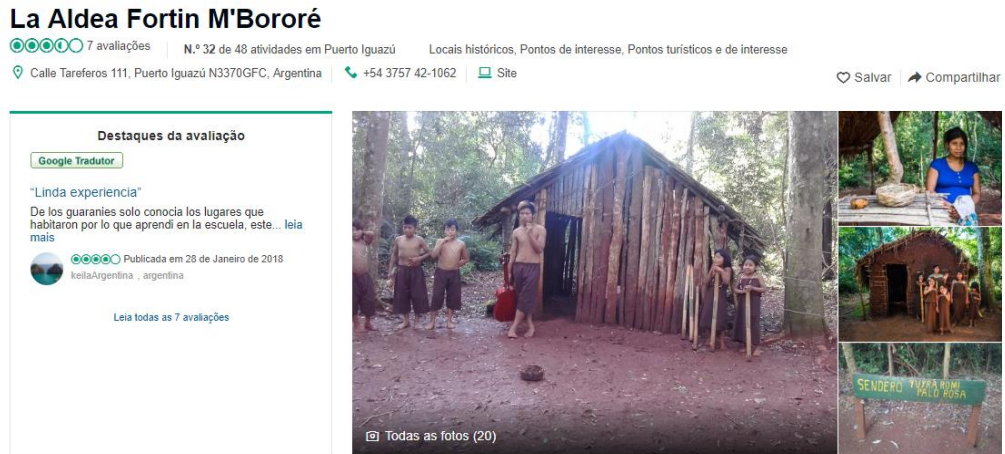 La Aldea Fortin M'Bororé
7 avaliações N.º 32 de 48 atividades em Puerto Iguazú Locais históricos, Pontos de interesse, Pontos turísticos e de interesse
Calle Tareferos 111, Puerto Iguazú N3370GFC, Argentina +54 3757 42-1062 Site
Salvar Compartilhar
Destaques da avaliação
Google Tradutor
“Linda experiencia”
De los guaranies solo conocia los lugares que
habitaron por lo que aprendi en la escuela, este... leia
mais
Publicada em 28 de Janeiro de 2018
keilaArgentina , argentina
Leia todas as 7 avaliações
Todas as fotos (20)
SENDERO YVYRA ROMI
PALO ROSA